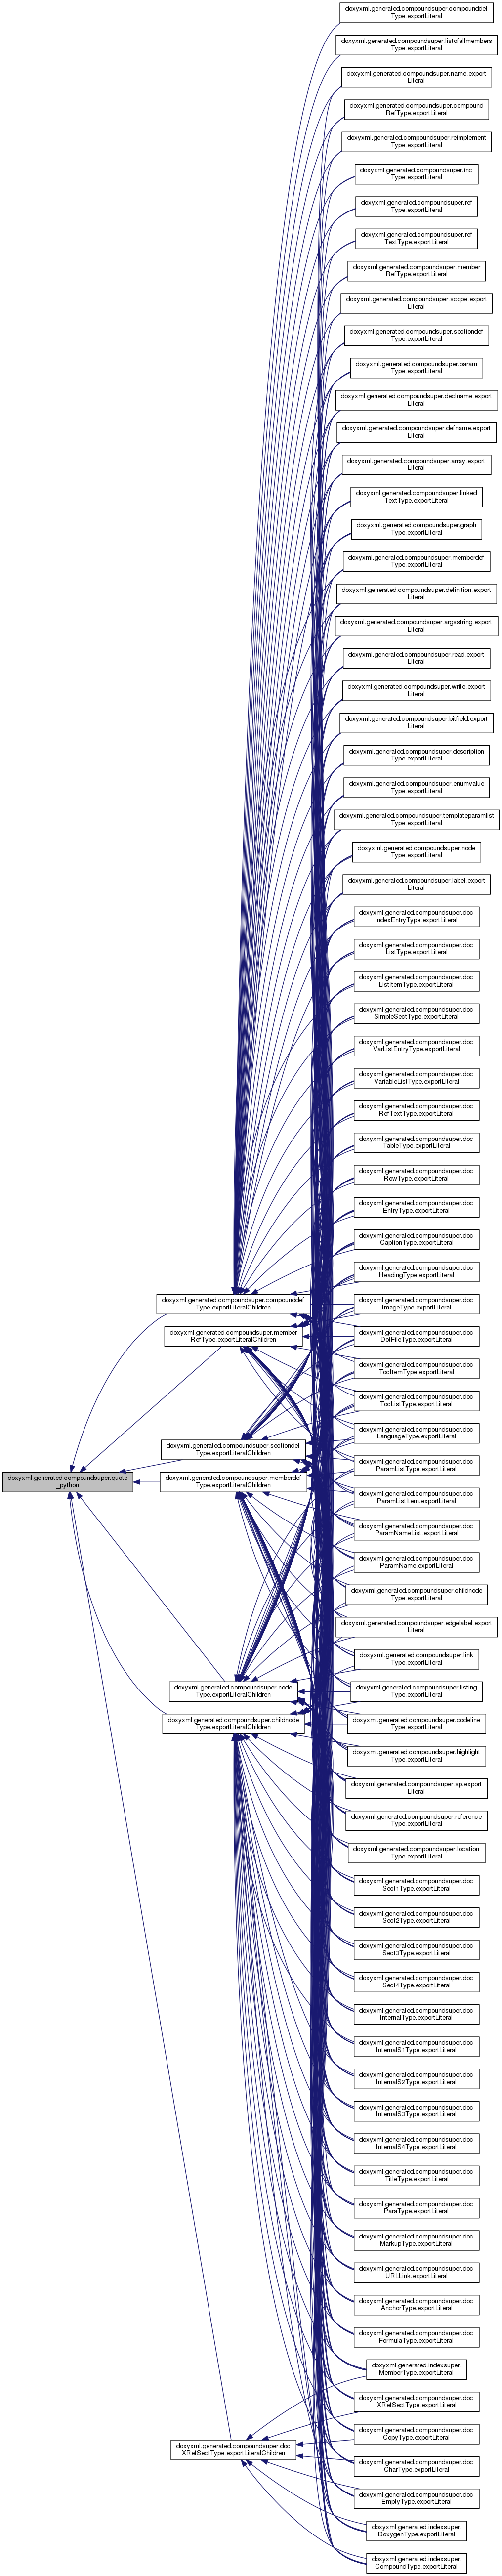 doxyxml.generated.compoundsuper.compounddef
Type.exportLiteral
doxyxml.generated.compoundsuper.listofallmembers
Type.exportLiteral
doxyxml.generated.compoundsuper.name.export
Literal
doxyxml.generated.compoundsuper.compound
RefType.exportLiteral
doxyxml.generated.compoundsuper.reimplement
Type.exportLiteral
doxyxml.generated.compoundsuper.inc
Type.exportLiteral
doxyxml.generated.compoundsuper.ref
Type.exportLiteral
doxyxml.generated.compoundsuper.ref
TextType.exportLiteral
doxyxml.generated.compoundsuper.member
RefType.exportLiteral
doxyxml.generated.compoundsuper.scope.export
Literal
doxyxml.generated.compoundsuper.sectiondef
Type.exportLiteral
doxyxml.generated.compoundsuper.param
Type.exportLiteral
doxyxml.generated.compoundsuper.declname.export
Literal
doxyxml.generated.compoundsuper.defname.export
Literal
doxyxml.generated.compoundsuper.array.export
Literal
doxyxml.generated.compoundsuper.linked
TextType.exportLiteral
doxyxml.generated.compoundsuper.graph
Type.exportLiteral
doxyxml.generated.compoundsuper.memberdef
Type.exportLiteral
doxyxml.generated.compoundsuper.definition.export
Literal
doxyxml.generated.compoundsuper.argsstring.export
Literal
doxyxml.generated.compoundsuper.read.export
Literal
doxyxml.generated.compoundsuper.write.export
Literal
doxyxml.generated.compoundsuper.bitfield.export
Literal
doxyxml.generated.compoundsuper.description
Type.exportLiteral
doxyxml.generated.compoundsuper.enumvalue
Type.exportLiteral
doxyxml.generated.compoundsuper.templateparamlist
Type.exportLiteral
doxyxml.generated.compoundsuper.node
Type.exportLiteral
doxyxml.generated.compoundsuper.label.export
Literal
doxyxml.generated.compoundsuper.doc
IndexEntryType.exportLiteral
doxyxml.generated.compoundsuper.doc
ListType.exportLiteral
doxyxml.generated.compoundsuper.doc
ListItemType.exportLiteral
doxyxml.generated.compoundsuper.doc
SimpleSectType.exportLiteral
doxyxml.generated.compoundsuper.doc
VarListEntryType.exportLiteral
doxyxml.generated.compoundsuper.doc
VariableListType.exportLiteral
doxyxml.generated.compoundsuper.doc
RefTextType.exportLiteral
doxyxml.generated.compoundsuper.doc
TableType.exportLiteral
doxyxml.generated.compoundsuper.doc
RowType.exportLiteral
doxyxml.generated.compoundsuper.doc
EntryType.exportLiteral
doxyxml.generated.compoundsuper.doc
CaptionType.exportLiteral
doxyxml.generated.compoundsuper.doc
HeadingType.exportLiteral
doxyxml.generated.compoundsuper.compounddef
Type.exportLiteralChildren
doxyxml.generated.compoundsuper.doc
ImageType.exportLiteral
doxyxml.generated.compoundsuper.member
RefType.exportLiteralChildren
doxyxml.generated.compoundsuper.doc
DotFileType.exportLiteral
doxyxml.generated.compoundsuper.doc
TocItemType.exportLiteral
doxyxml.generated.compoundsuper.doc
TocListType.exportLiteral
doxyxml.generated.compoundsuper.doc
LanguageType.exportLiteral
doxyxml.generated.compoundsuper.sectiondef
Type.exportLiteralChildren
doxyxml.generated.compoundsuper.doc
ParamListType.exportLiteral
doxyxml.generated.compoundsuper.quote
_python
doxyxml.generated.compoundsuper.memberdef
Type.exportLiteralChildren
doxyxml.generated.compoundsuper.doc
ParamListItem.exportLiteral
doxyxml.generated.compoundsuper.doc
ParamNameList.exportLiteral
doxyxml.generated.compoundsuper.doc
ParamName.exportLiteral
doxyxml.generated.compoundsuper.childnode
Type.exportLiteral
doxyxml.generated.compoundsuper.edgelabel.export
Literal
doxyxml.generated.compoundsuper.link
Type.exportLiteral
doxyxml.generated.compoundsuper.node
Type.exportLiteralChildren
doxyxml.generated.compoundsuper.listing
Type.exportLiteral
doxyxml.generated.compoundsuper.childnode
Type.exportLiteralChildren
doxyxml.generated.compoundsuper.codeline
Type.exportLiteral
doxyxml.generated.compoundsuper.highlight
Type.exportLiteral
doxyxml.generated.compoundsuper.sp.export
Literal
doxyxml.generated.compoundsuper.reference
Type.exportLiteral
doxyxml.generated.compoundsuper.location
Type.exportLiteral
doxyxml.generated.compoundsuper.doc
Sect1Type.exportLiteral
doxyxml.generated.compoundsuper.doc
Sect2Type.exportLiteral
doxyxml.generated.compoundsuper.doc
Sect3Type.exportLiteral
doxyxml.generated.compoundsuper.doc
Sect4Type.exportLiteral
doxyxml.generated.compoundsuper.doc
InternalType.exportLiteral
doxyxml.generated.compoundsuper.doc
InternalS1Type.exportLiteral
doxyxml.generated.compoundsuper.doc
InternalS2Type.exportLiteral
doxyxml.generated.compoundsuper.doc
InternalS3Type.exportLiteral
doxyxml.generated.compoundsuper.doc
InternalS4Type.exportLiteral
doxyxml.generated.compoundsuper.doc
TitleType.exportLiteral
doxyxml.generated.compoundsuper.doc
ParaType.exportLiteral
doxyxml.generated.compoundsuper.doc
MarkupType.exportLiteral
doxyxml.generated.compoundsuper.doc
URLLink.exportLiteral
doxyxml.generated.compoundsuper.doc
AnchorType.exportLiteral
doxyxml.generated.compoundsuper.doc
FormulaType.exportLiteral
doxyxml.generated.indexsuper.
MemberType.exportLiteral
doxyxml.generated.compoundsuper.doc
XRefSectType.exportLiteral
doxyxml.generated.compoundsuper.doc
CopyType.exportLiteral
doxyxml.generated.compoundsuper.doc
XRefSectType.exportLiteralChildren
doxyxml.generated.compoundsuper.doc
CharType.exportLiteral
doxyxml.generated.compoundsuper.doc
EmptyType.exportLiteral
doxyxml.generated.indexsuper.
DoxygenType.exportLiteral
doxyxml.generated.indexsuper.
CompoundType.exportLiteral